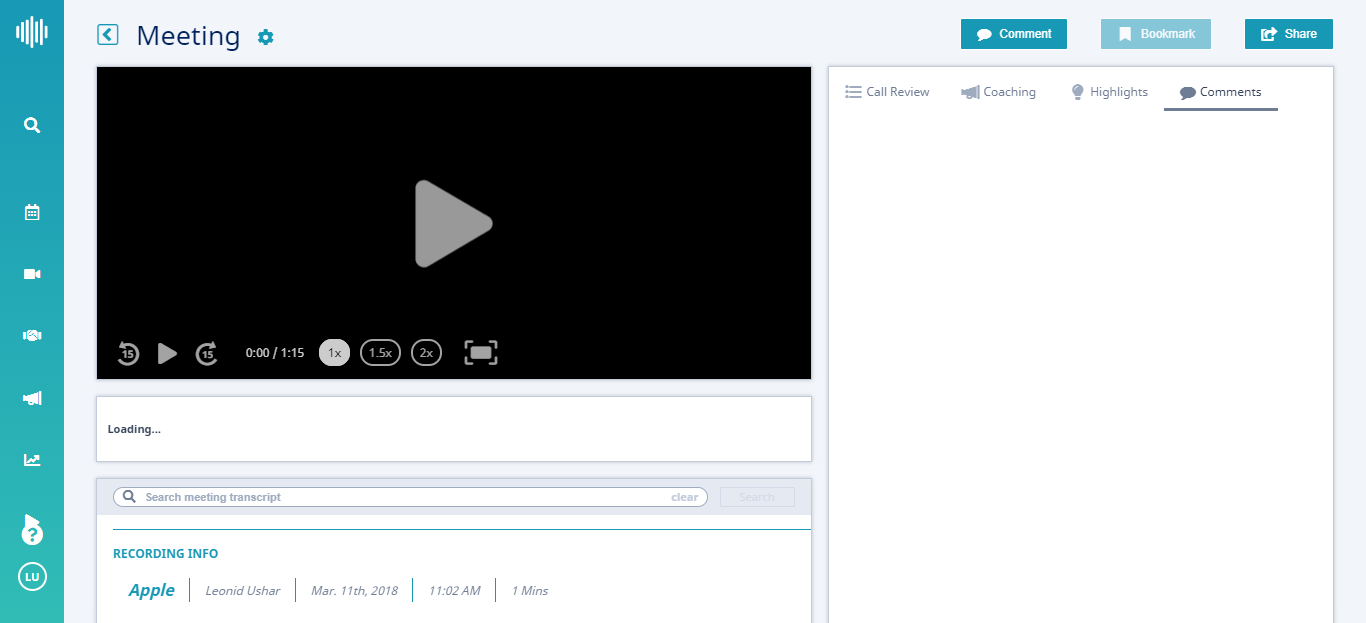 Meeting
Comment
Bookmark
Share
Call Review
Coaching
Highlights
Comments
15
15
0:00 / 1:15
1x
1.5x
2x
Loading...
Search meeting transcript
clear
Search
RECORDING INFO
Apple
Leonid Ushar
Mar. 11th, 2018
11:02 AM
1 Mins
?
LU